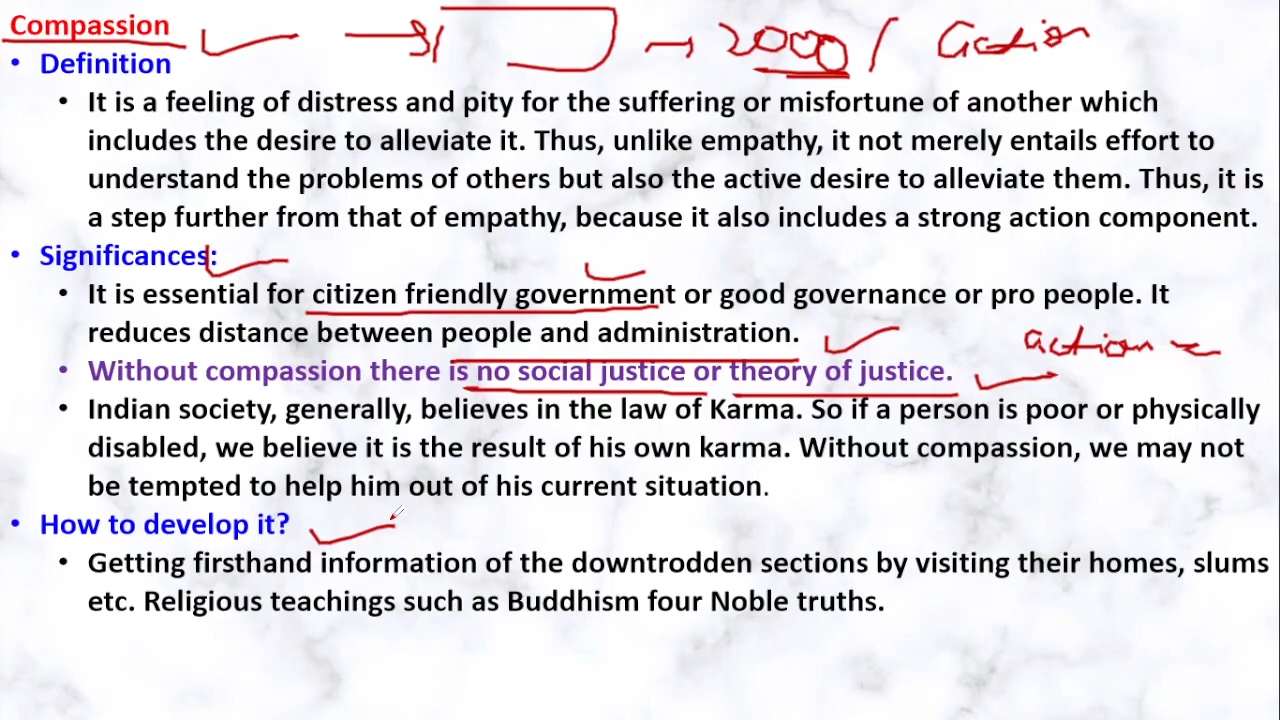 Compassion
2000 / action
• Definition
• It is a feeling of distress and pity for the suffering or misfortune of another which
includes the desire to alleviate it. Thus, unlike empathy, it not merely entails effort to
understand the problems of others but also the active desire to alleviate them. Thus, it is
a step further from that of empathy, because it also includes a strong action component.
• Significances:
• It is essential for citizen friendly government or good governance or pro people. It
reduces distance between people and administration.
action
• Without compassion there is no social justice or theory of justice.
• Indian society, generally, believes in the law of Karma. So if a person is poor or physically
disabled, we believe it is the result of his own karma. Without compassion, we may not
be tempted to help him out of his current situation.
• How to develop it?
• Getting firsthand information of the downtrodden sections by visiting their homes, slums
etc. Religious teachings such as Buddhism four Noble truths.